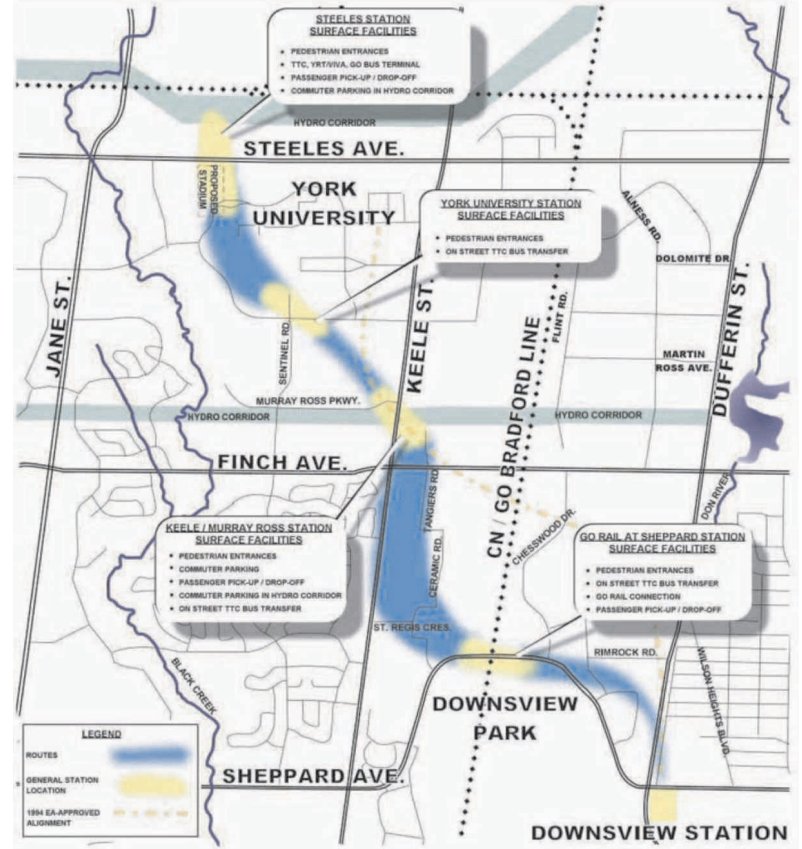 STEELES STATION
SURFACE FACILITIES
• PEDESTRIAN ENTRANCES
• TTC, YRT/VIVA, GO BUS TERMINAL
• PASSENGER PICK-UP / DROP-OFF
• COMMUTER PARKING IN HYDRO CORRIDOR
HYDRO CORRIDOR
STEELES AVE.
PROPOSED
STADIUM
YORK
UNIVERSITY
YORK UNIVERSITY STATION
SURFACE FACILITIES
• PEDESTRIAN ENTRANCES
• ON STREET TTC BUS TRANSFER
ALNESS RD.
DOLOMITE DR.
JANE ST.
KEELE ST.
FLINT RD.
DUFFERIN ST.
SENTINEL RD.
MARTIN
ROSS AVE.
CN / GO BRADFORD LINE
MURRAY ROSS PKWY.
HYDRO CORRIDOR
HYDRO CORRIDOR
FINCH AVE.
TANGIERS RD.
DON RIVER
CHESSWOOD DR.
KEELE / MURRAY ROSS STATION
SURFACE FACILITIES
• PEDESTRIAN ENTRANCES
• COMMUTER PARKING
• PASSENGER PICK-UP / DROP-OFF
• COMMUTER PARKING IN HYDRO CORRIDOR
• ON STREET TTC BUS TRANSFER
CERAMIC RD.
GO RAIL AT SHEPPARD STATION
SURFACE FACILITIES
• PEDESTRIAN ENTRANCES
• ON STREET TTC BUS TRANSFER
• GO RAIL CONNECTION
• PASSENGER PICK-UP / DROP-OFF
ST. REGIS CRES.
RIMROCK RD.
WILSON HEIGHTS BLVD.
BLACK CREEK
DOWNSVIEW
PARK
LEGEND
ROUTES
GENERAL STATION
LOCATION
1994 EA-APPROVED
ALIGNMENT
SHEPPARD AVE.
DOWNSVIEW STATION